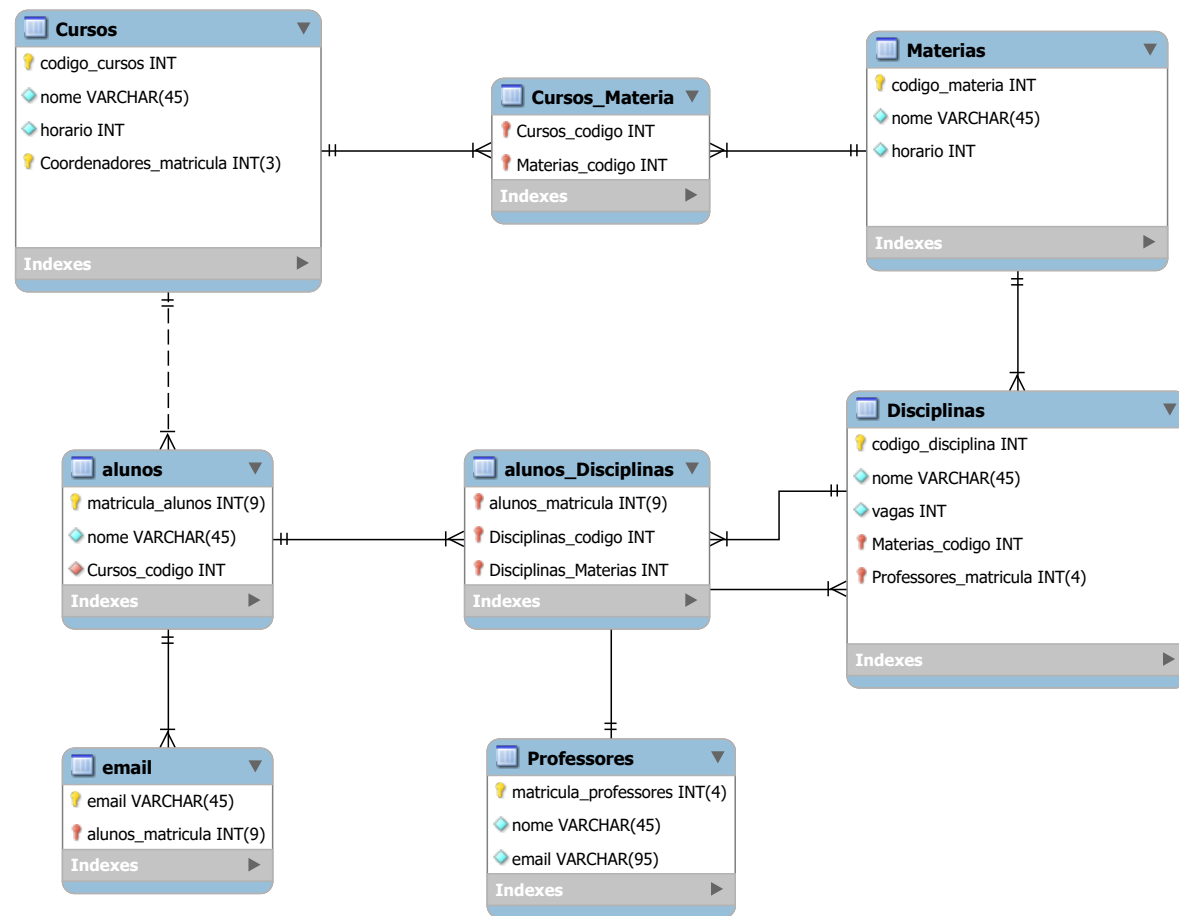 Cursos
codigo_cursos INT
nome VARCHAR(45)
horario INT
Coordenadores_matricula INT(3)
Indexes
Cursos_Materia
Cursos_codigo INT
Materias_codigo INT
Indexes
Materias
codigo_materia INT
nome VARCHAR(45)
horario INT
Indexes
alunos
matricula_alunos INT(9)
nome VARCHAR(45)
Cursos_codigo INT
Indexes
alunos_Disciplinas
alunos_matricula INT(9)
Disciplinas_codigo INT
Disciplinas_Materias INT
Indexes
Disciplinas
codigo_disciplina INT
nome VARCHAR(45)
vagas INT
Materias_codigo INT
Professores_matricula INT(4)
Indexes
email
email VARCHAR(45)
alunos_matricula INT(9)
Indexes
Professores
matricula_professores INT(4)
nome VARCHAR(45)
email VARCHAR(95)
Indexes